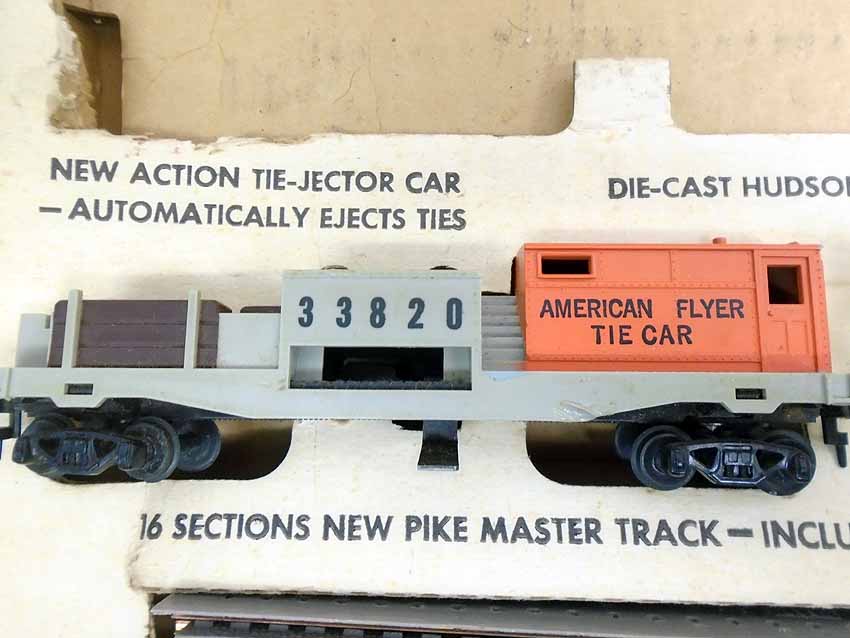 NEW ACTION TIE-JECTOR CAR
—AUTOMATICALLY EJECTS TIES
DIE-CAST HUDSO
33820
AMERICAN FLYER
TIE CAR
16 SECTIONS NEW PIKE MASTER TRACK—INCLU